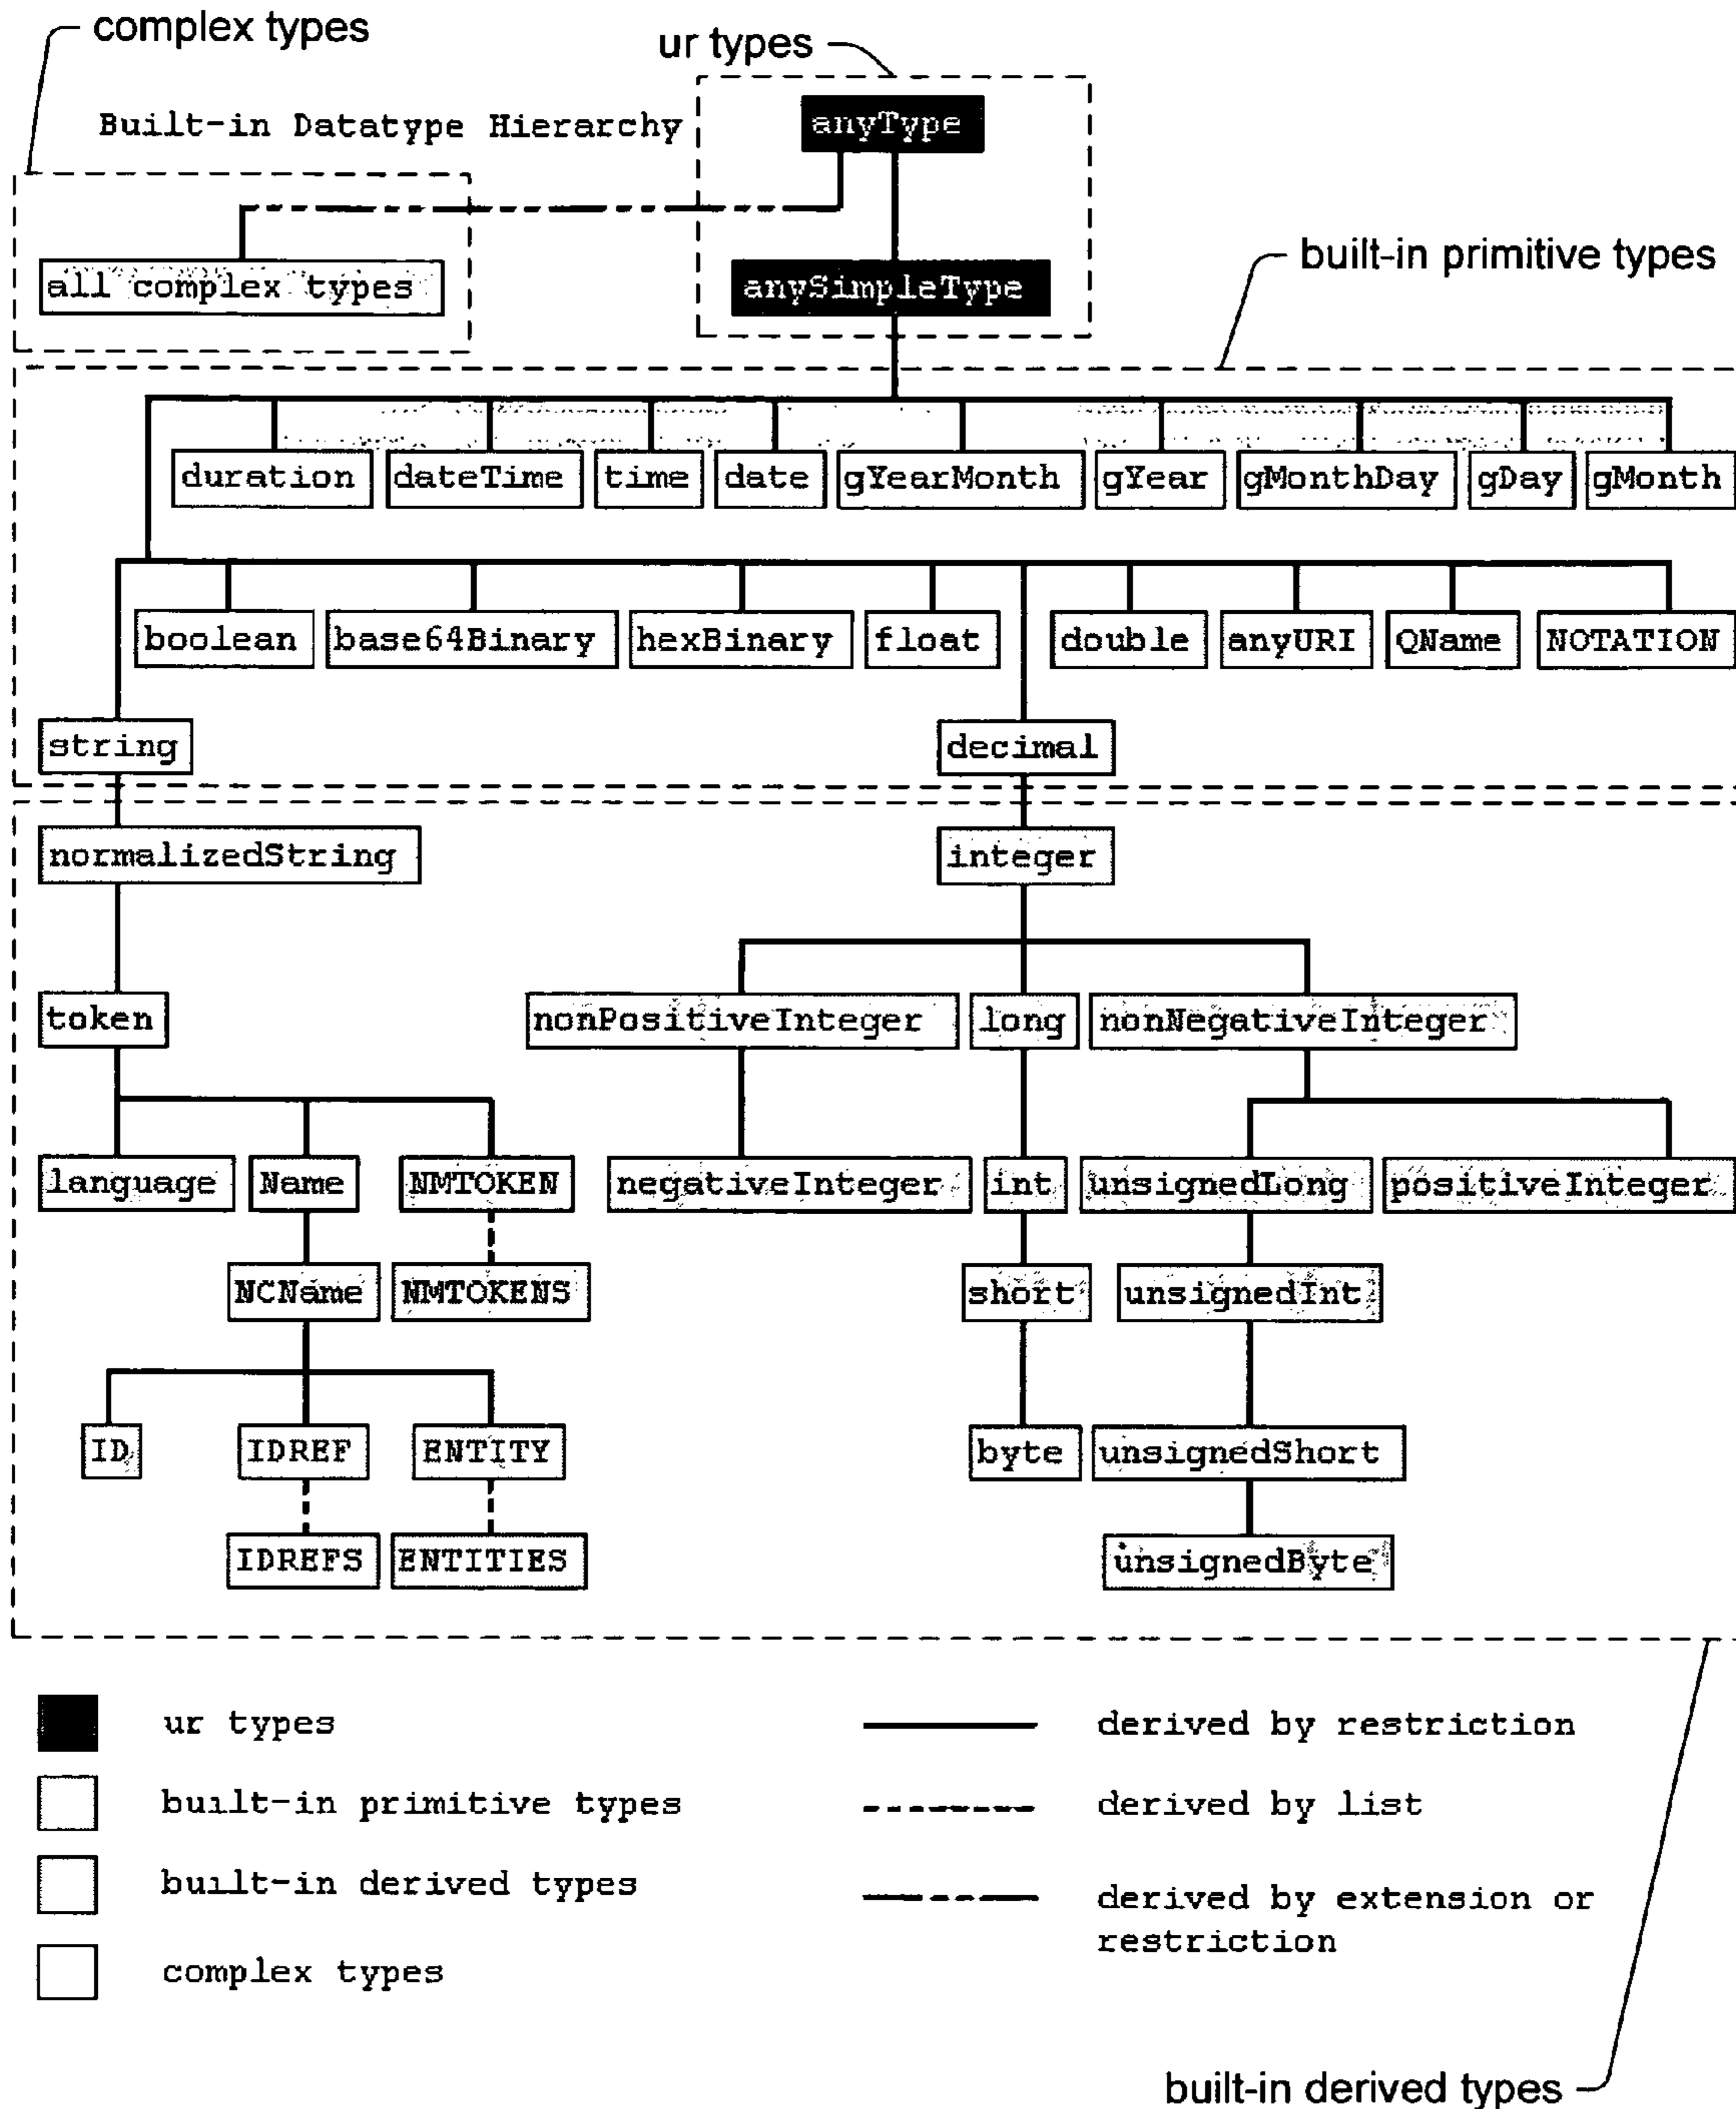 complex types
ur types
Built-in Datatype Hierarchy
anyType
all complex types
anySimpleType
built-in primitive types
duration dateTime time date gYearMonth gYear gMonthDay gDay gMonth
boolean base64Binary hexBinary float double anyURI QName NOTATION
string decimal
normalizedString integer
token nonPositiveInteger long nonNegativeInteger
language Name NMTOKEN negativeInteger int unsignedLong positiveInteger
NCName NMTOKENS short unsignedInt
ID IDREF ENTITY byte unsignedShort
IDREFS ENTITIES unsignedByte
ur types derived by restriction
built-in primitive types derived by list
built-in derived types derived by extension or
restriction
complex types
built-in derived types